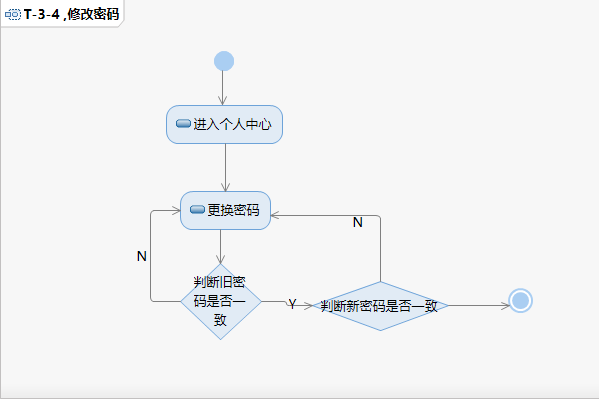 T-3-4 ,修改密码
进入个人中心
更换密码
N
N
判断旧密
码是否一
致
Y
判断新密码是否一致